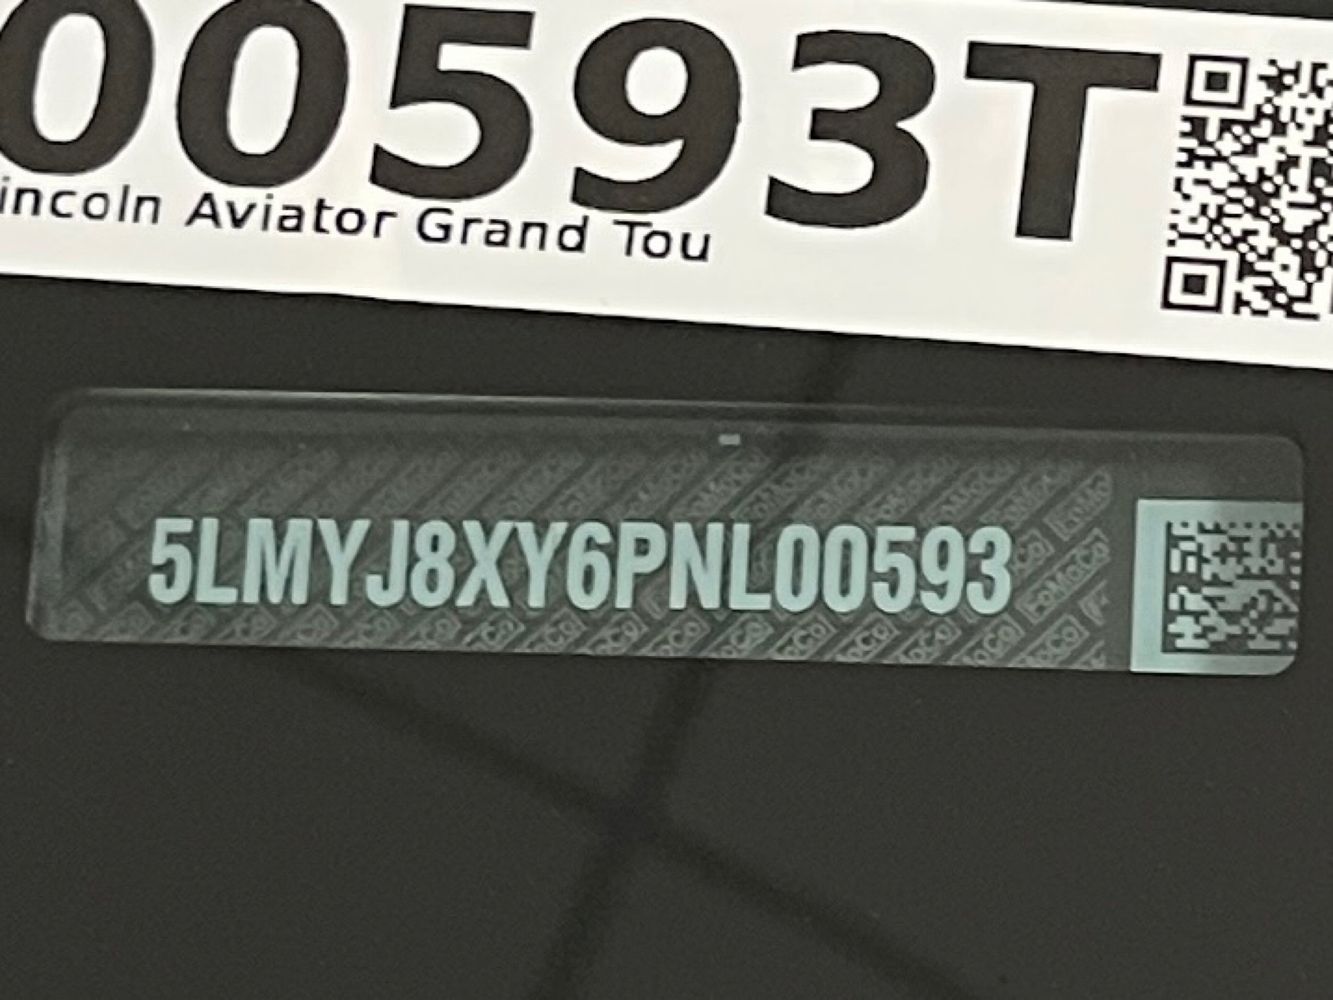 00593T
incoln Aviator Grand Tou
5LMYJ8XY6PNL00593